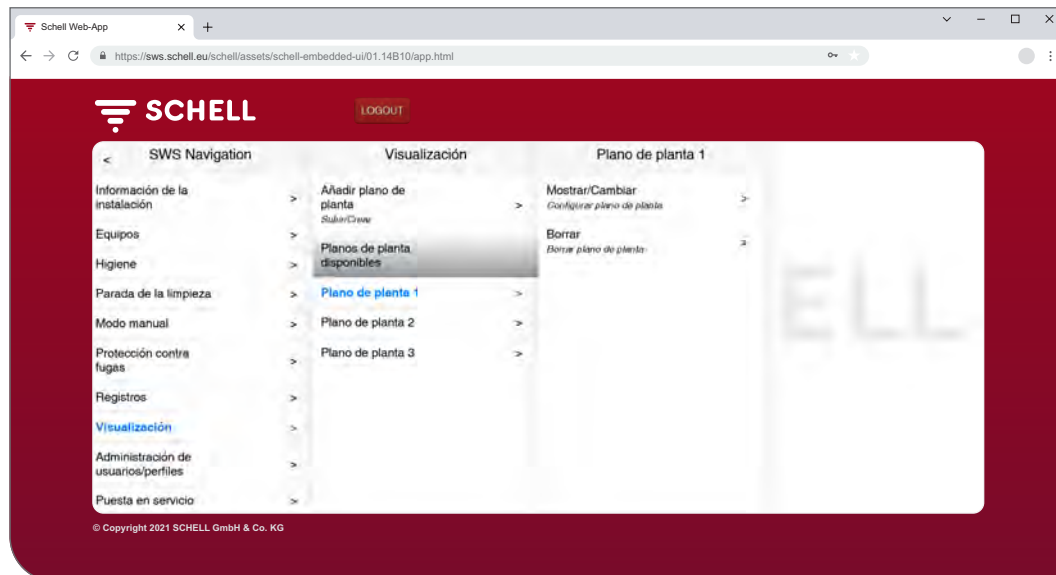 Schell Web-App
https://sws.schell.eu/schell/assets/schell-embedded-ui/01.14B10/app.html
SCHELL
LOGOUT
< SWS Navigation
Información de la
instalación >
Equipos >
Higiene >
Parada de la limpieza >
Modo manual >
Protección contra
fugas >
Registros >
Visualización >
Administración de
usuarios/perfiles >
Puesta en servicio >
Visualización
Añadir plano de
planta >
Subir/Crear
Planos de planta
disponibles
Plano de planta 1 >
Plano de planta 2 >
Plano de planta 3 >
Plano de planta 1
Mostrar/Cambiar >
Configurar plano de planta
Borrar >
Borrar plano de planta
ELL
© Copyright 2021 SCHELL GmbH & Co. KG